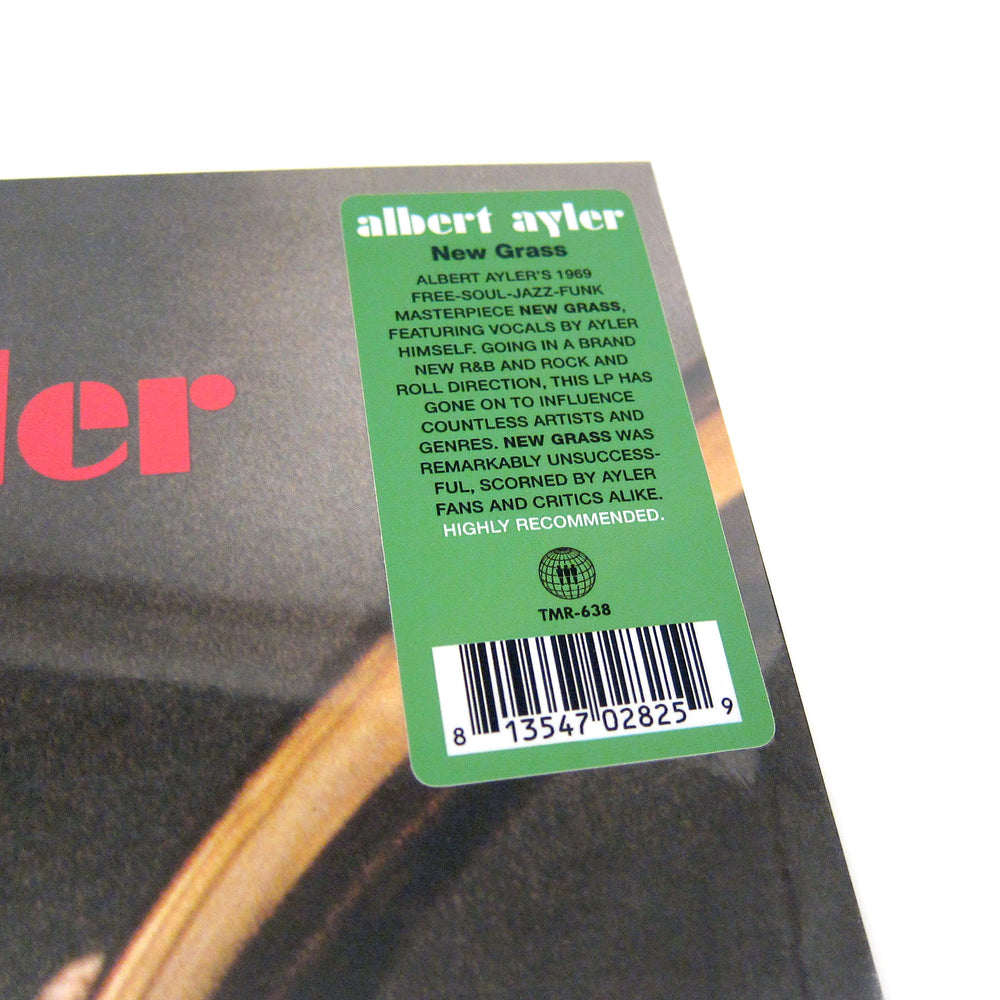 ler
albert ayler
New Grass
ALBERT AYLER'S 1969
FREE-SOUL-JAZZ-FUNK
MASTERPIECE NEW GRASS,
FEATURING VOCALS BY AYLER
HIMSELF. GOING IN A BRAND
NEW R&B AND ROCK AND
ROLL DIRECTION, THIS LP HAS
GONE ON TO INFLUENCE
COUNTLESS ARTISTS AND
GENRES. NEW GRASS WAS
REMARKABLY UNSUCCESS-
FUL, SCORNED BY AYLER
FANS AND CRITICS ALIKE.
HIGHLY RECOMMENDED.
TMR-638
8 13547 02825 9